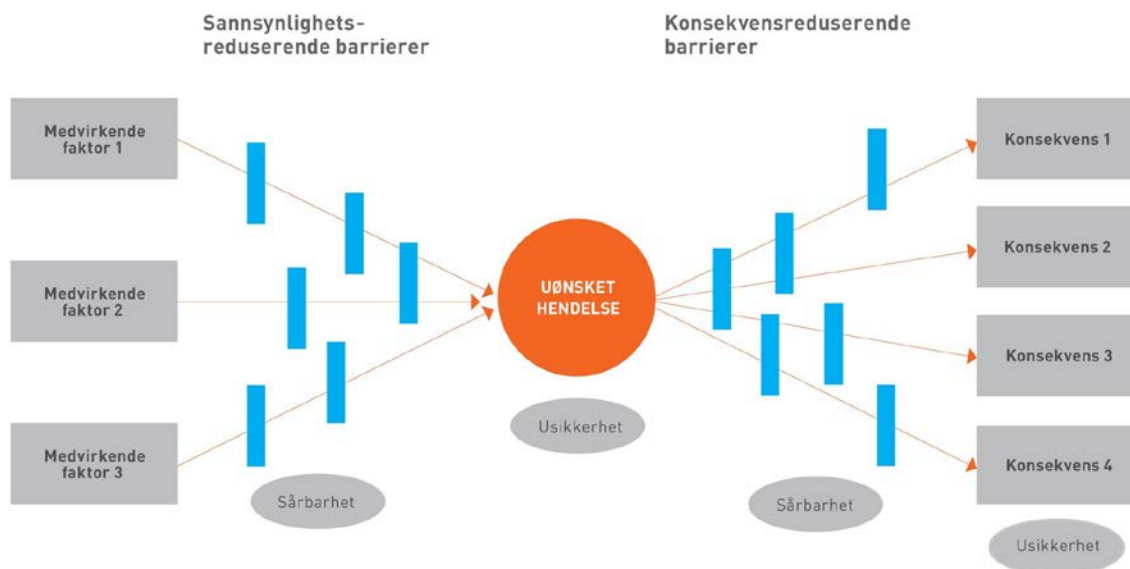 Sannsynlighets-
reduserende barrierer
Konsekvensreduserende
barrierer
Medvirkende
faktor 1
Medvirkende
faktor 2
Medvirkende
faktor 3
UØNSKET
HENDELSE
Konsekvens 1
Konsekvens 2
Konsekvens 3
Konsekvens 4
Sårbarhet
Usikkerhet
Sårbarhet
Usikkerhet